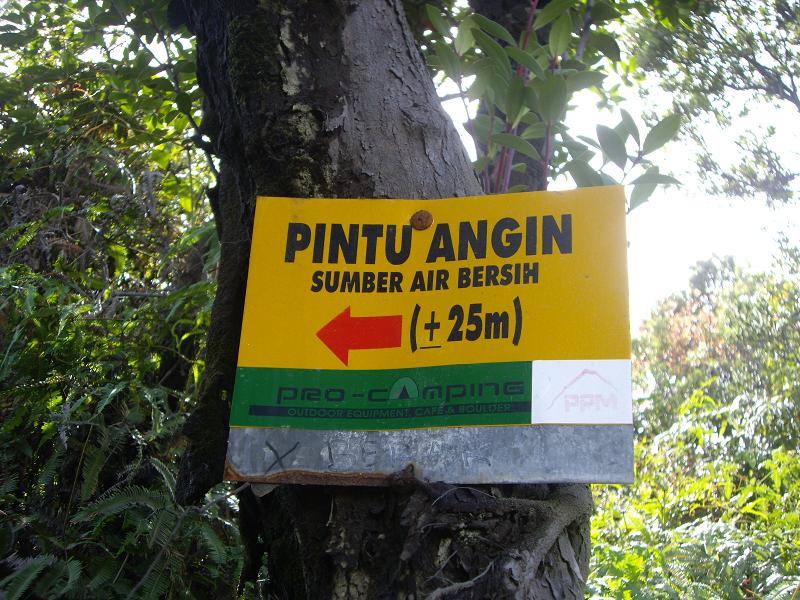 PINTU ANGIN
SUMBER AIR BERSIH
(± 25m)
PRO-CAMPING
OUTDOOR EQUIPMENT, CAFE & BOULDER
PPM